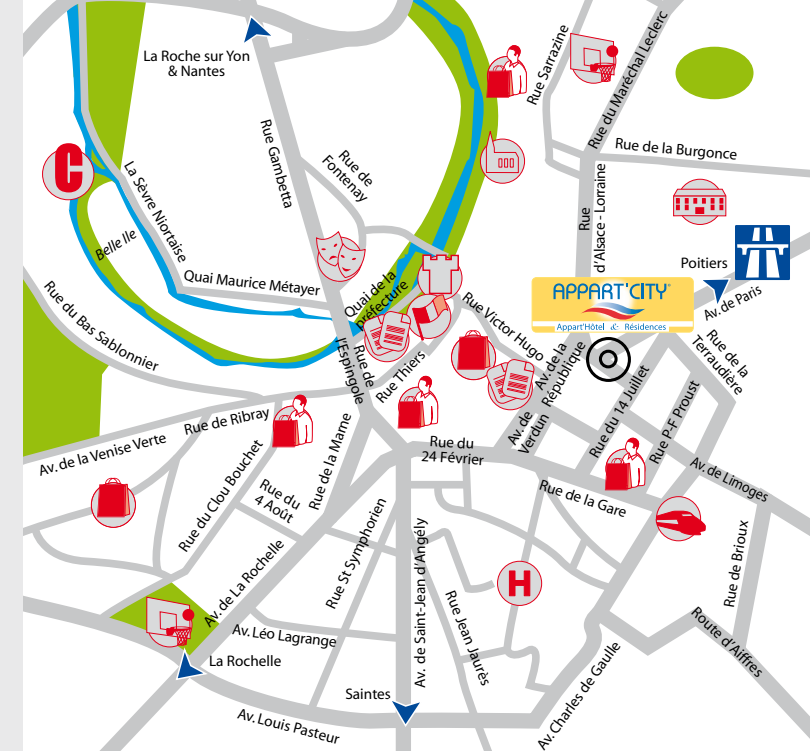 La Roche sur Yon
& Nantes
Rue Sarrazine
Rue du Maréchal Leclerc
Rue Gambetta
Rue de
Fontenay
Rue de la Burgonce
C
La Sèvre Niortaise
Belle Ile
Rue
d'Alsace - Lorraine
Poitiers
Quai Maurice Métayer
Quai de la
préfecture
APPART'CITY
Appart'Hôtel & Résidences
Av. de Paris
Rue du Bas Sablonnier
Rue Victor Hugo
Rue de
l'Espingole
Rue Thiers
Av. de la
République
Rue de la
Terraudière
Rue du 14 Juillet
Rue P-F Proust
Rue de Ribray
Av. de la Venise Verte
Rue du Clou Bouchet
Rue de la Marne
Rue du
24 Février
Av. de
Verdun
Av. de Limoges
Rue du
4 Août
Rue de la Gare
Rue St Symphorien
Av. de Saint-Jean d'Angély
H
Rue de Brioux
Av. de La Rochelle
Rue Jean Jaurès
Av. Léo Lagrange
Route d'Aiffres
La Rochelle
Saintes
Av. Charles de Gaulle
Av. Louis Pasteur